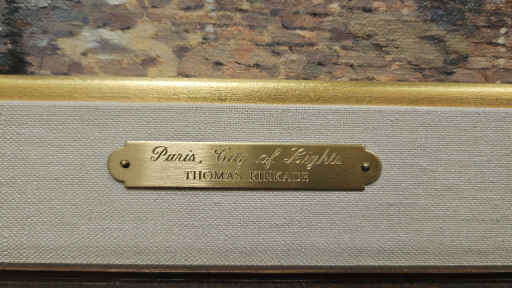 Paris, City of Lights
THOMAS KINKADE